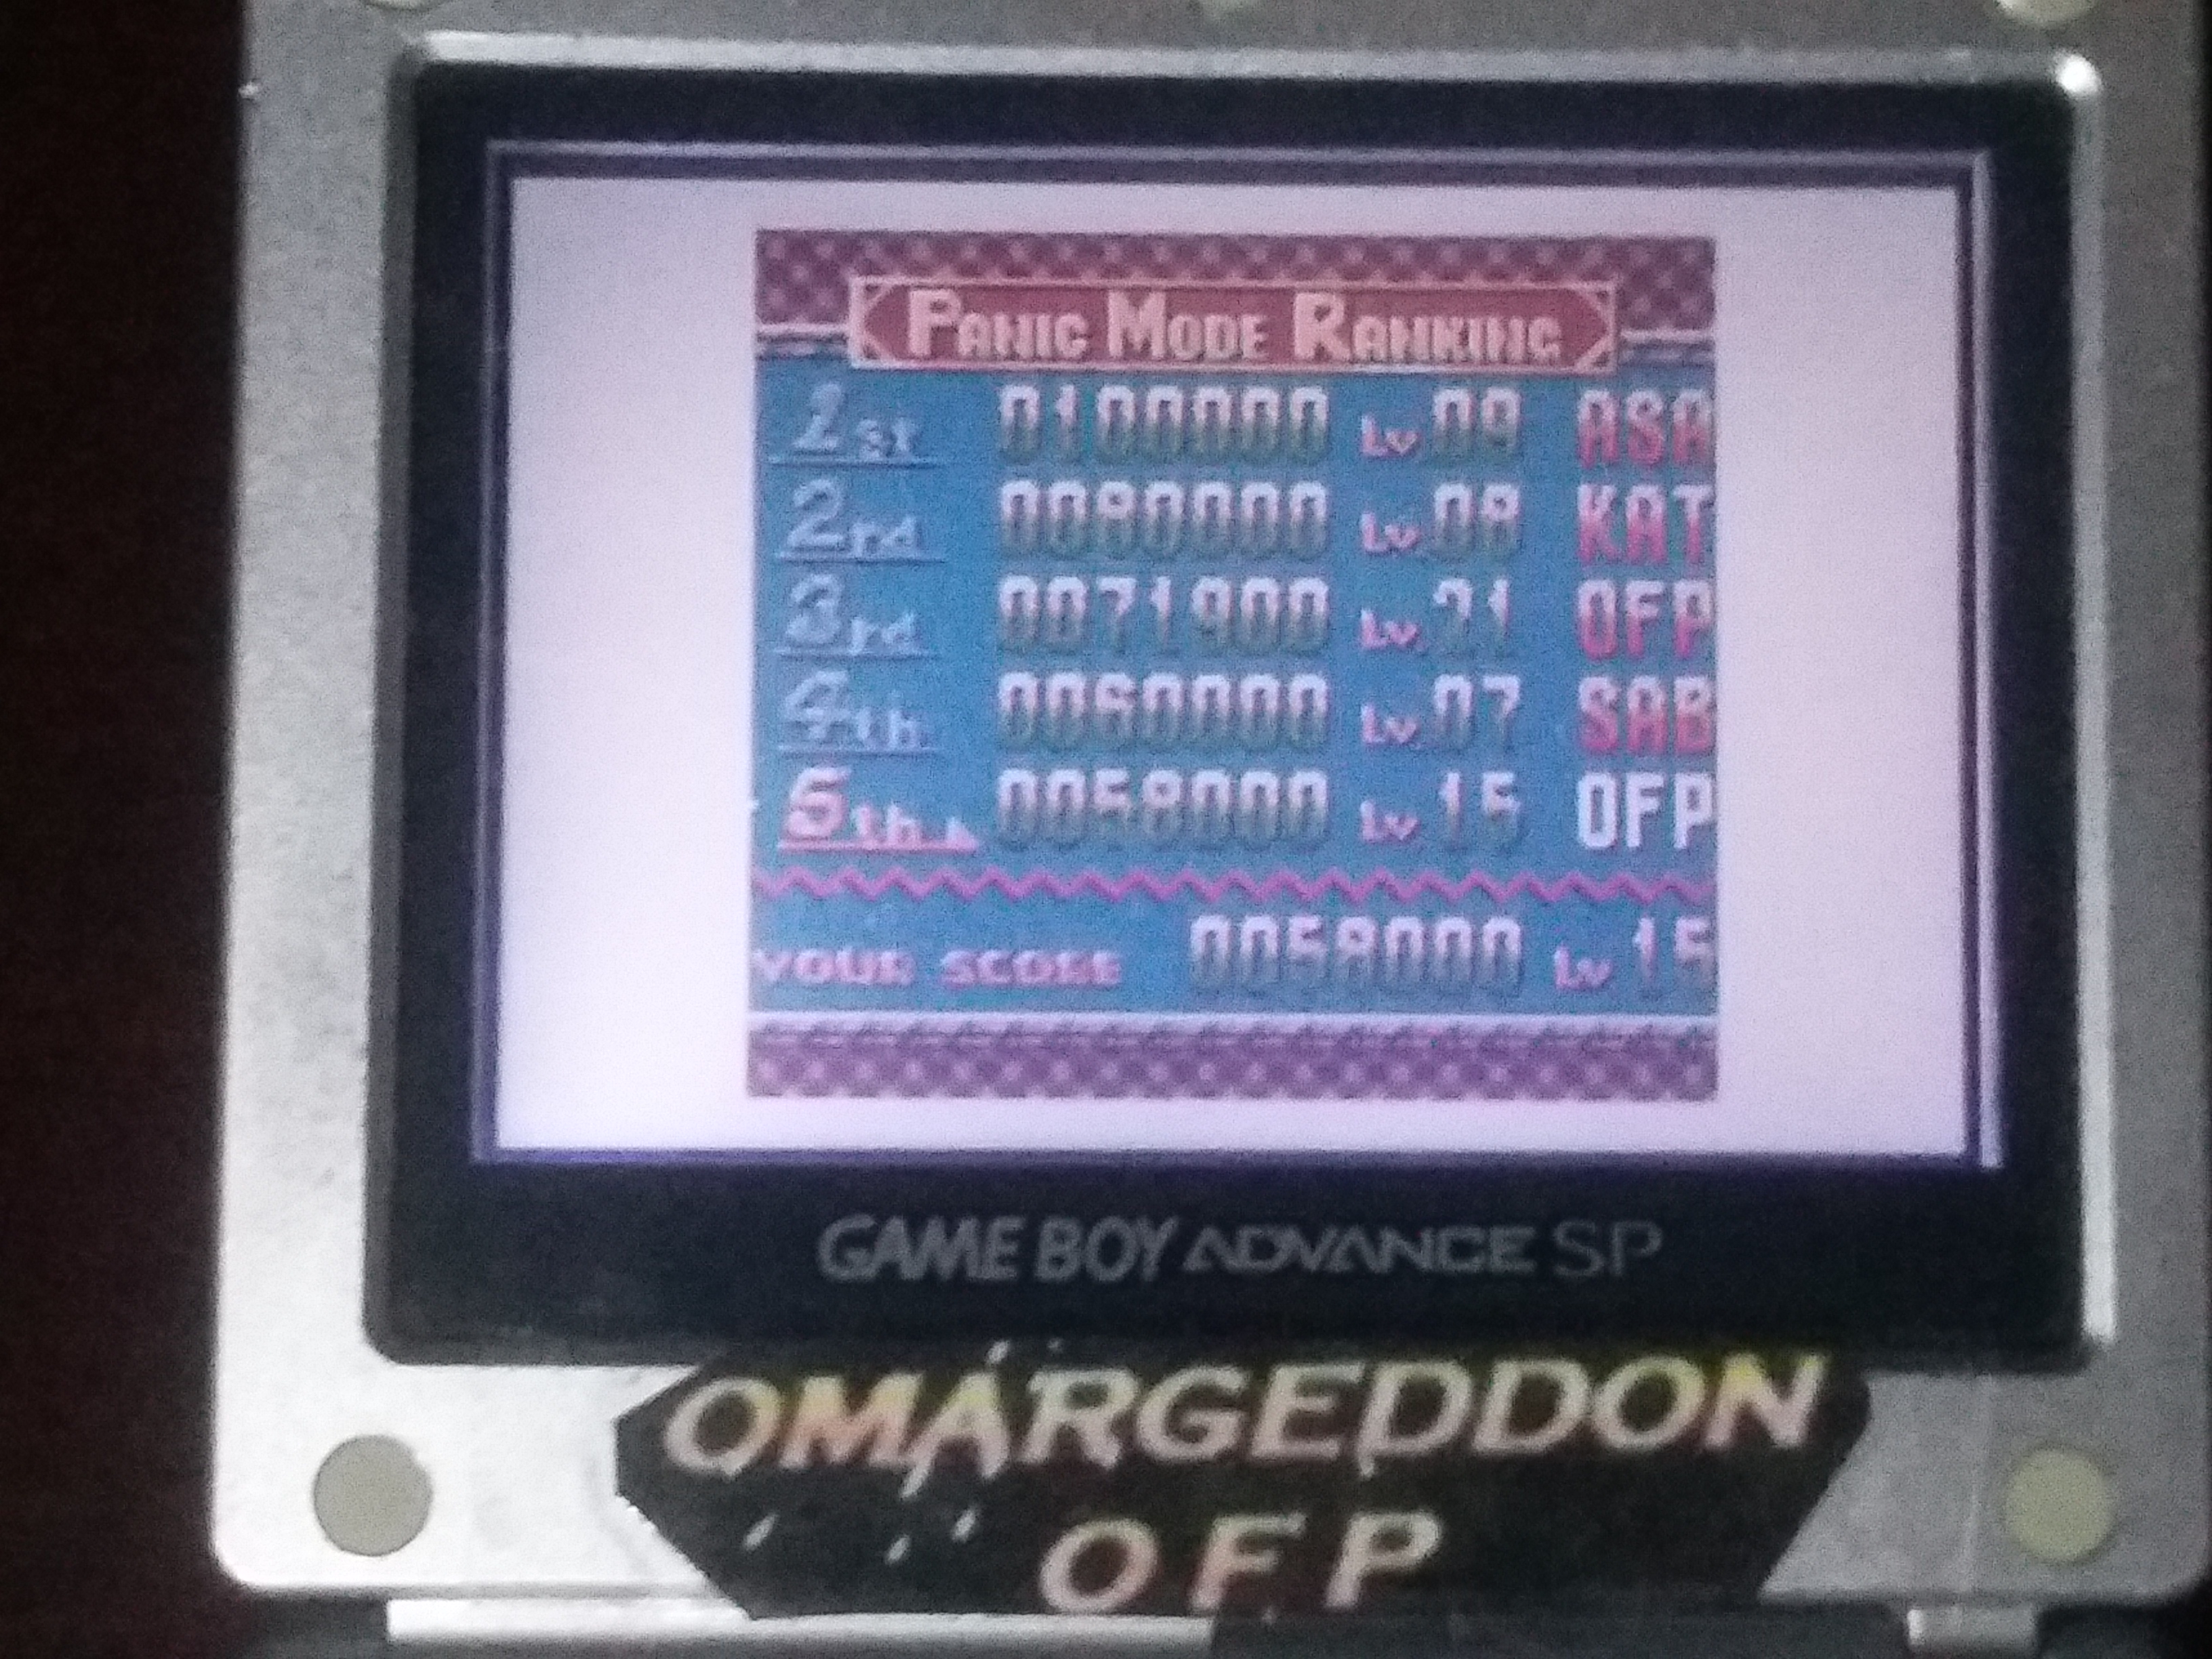 PANIC MODE RANKING
1st 0100000 Lv.09 ASA
2rd 0080000 Lv.08 KAT
3rd 0071900 Lv.21 OFP
4th 0060000 Lv.07 SAB
5th 0058000 Lv.15 OFP
YOUR SCORE 0058000 Lv.15
GAME BOY ADVANCE SP
OMARGEDDON
OFP